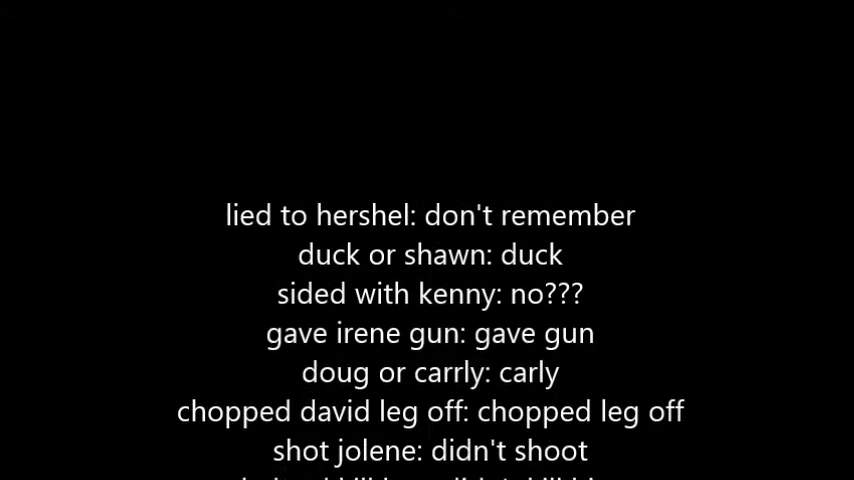 lied to hershel: don't remember
duck or shawn: duck
sided with kenny: no???
gave irene gun: gave gun
doug or carrly: carly
chopped david leg off: chopped leg off
shot jolene: didn't shoot